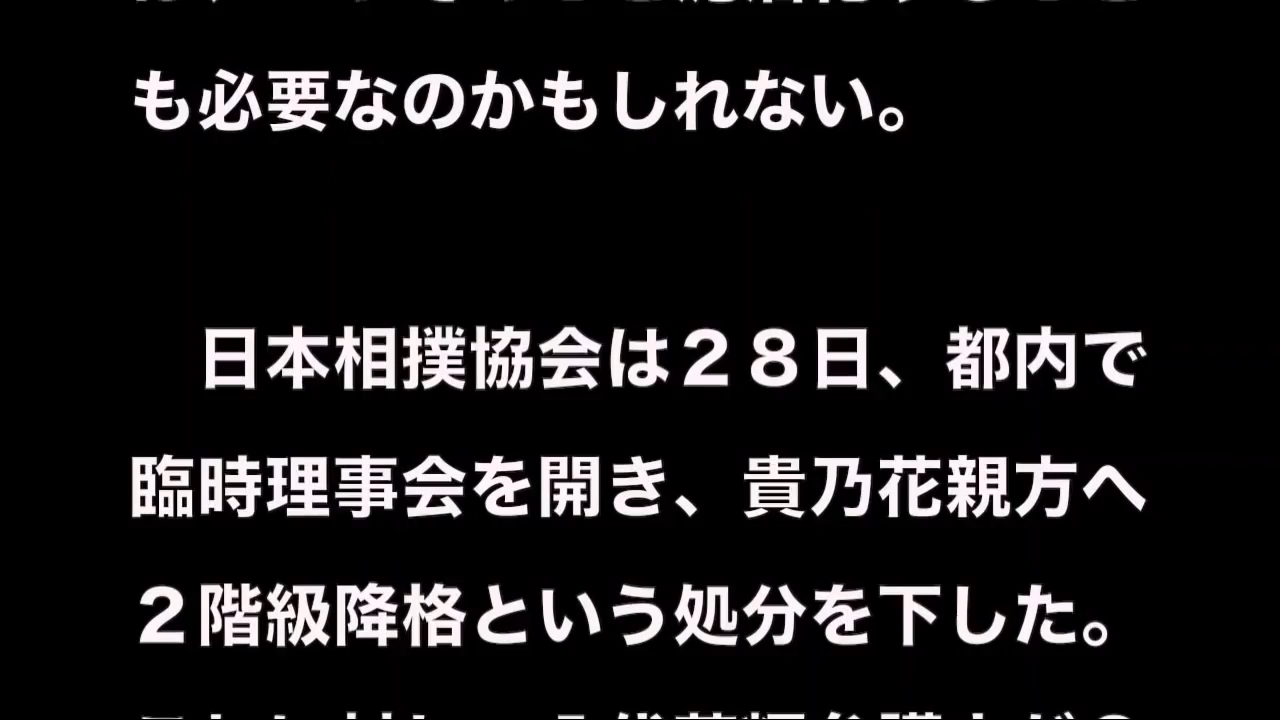 も必要なのかもしれない。
　日本相撲協会は２８日、都内で
臨時理事会を開き、貴乃花親方へ
２階級降格という処分を下した。